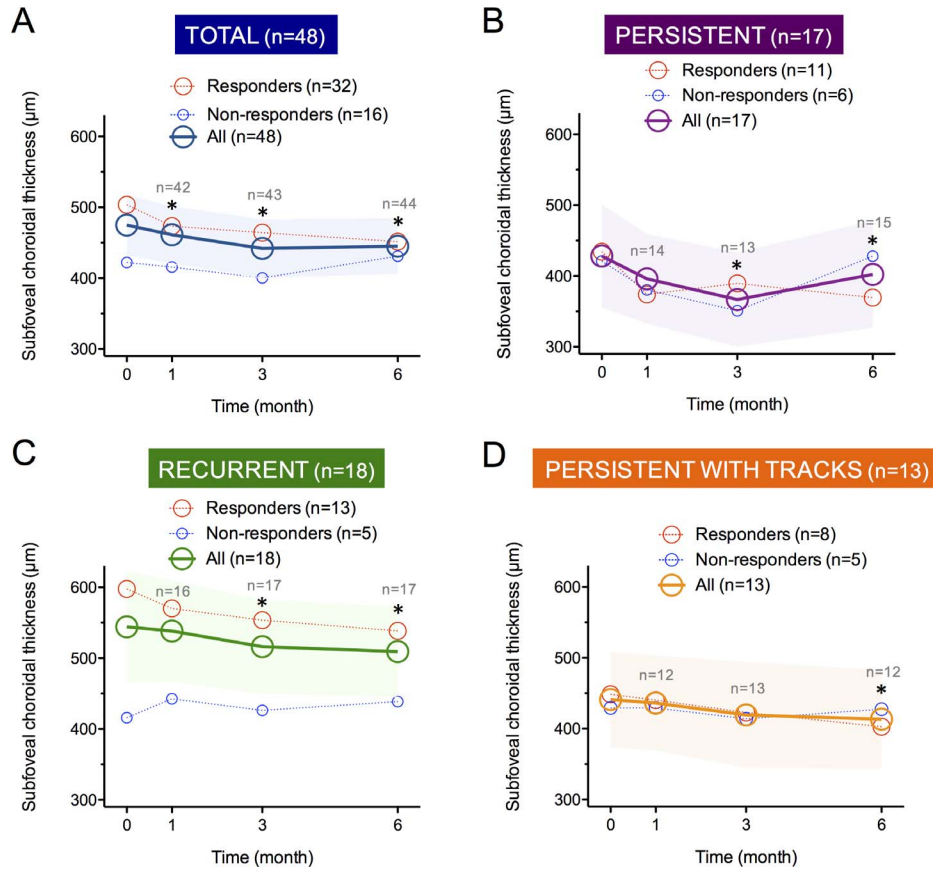 A
TOTAL (n=48)
Responders (n=32)
Non-responders (n=16)
All (n=48)
Subfoveal choroidal thickness (µm)
600
500
400
300
n=42
*
n=43
*
n=44
*
0
1
3
6
Time (month)
B
PERSISTENT (n=17)
Responders (n=11)
Non-responders (n=6)
All (n=17)
Subfoveal choroidal thickness (µm)
600
500
400
300
n=14
n=13
*
n=15
*
0
1
3
6
Time (month)
C
RECURRENT (n=18)
Responders (n=13)
Non-responders (n=5)
All (n=18)
Subfoveal choroidal thickness (µm)
600
500
400
300
n=16
n=17
*
n=17
*
0
1
3
6
Time (month)
D
PERSISTENT WITH TRACKS (n=13)
Responders (n=8)
Non-responders (n=5)
All (n=13)
Subfoveal choroidal thickness (µm)
600
500
400
300
n=12
n=13
n=12
*
0
1
3
6
Time (month)